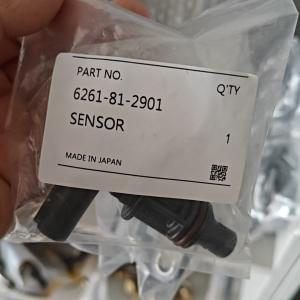 PART NO. Q'TY
6261-81-2901
SENSOR 1
MADE IN JAPAN